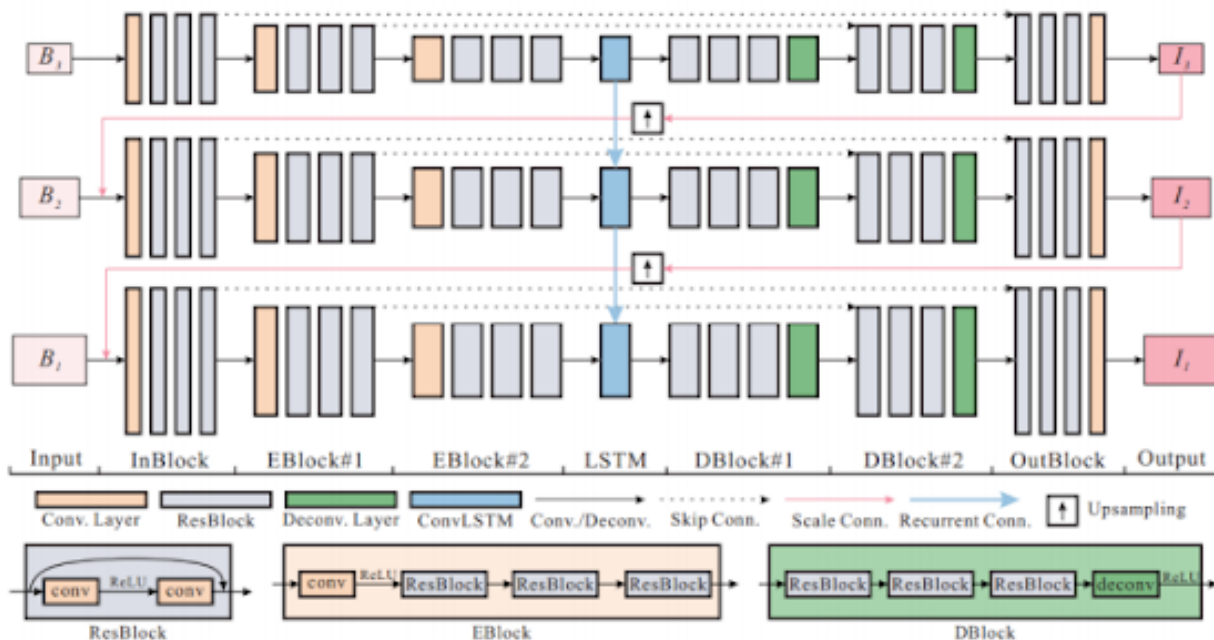 B₃ I₃
B₂ I₂
B₁ I₁
Input InBlock EBlock#1 EBlock#2 LSTM DBlock#1 DBlock#2 OutBlock Output
Conv. Layer ResBlock Deconv. Layer ConvLSTM Conv./Deconv. Skip Conn. Scale Conn. Recurrent Conn. Upsampling
conv ReLU conv
ResBlock
conv ReLU ResBlock ResBlock ResBlock
EBlock
ResBlock ResBlock ResBlock deconv ReLU
DBlock